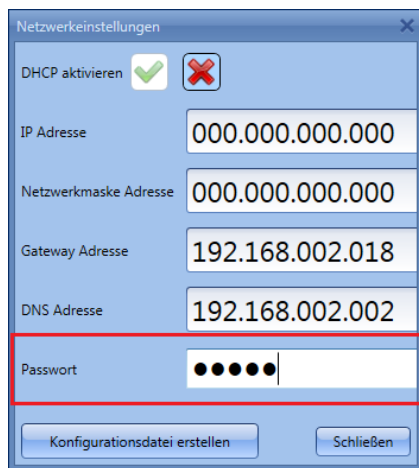 Netzwerkeinstellungen
DHCP aktivieren
IP Adresse 000.000.000.000
Netzwerkmaske Adresse 000.000.000.000
Gateway Adresse 192.168.002.018
DNS Adresse 192.168.002.002
Passwort ●●●●●
Konfigurationsdatei erstellen Schließen